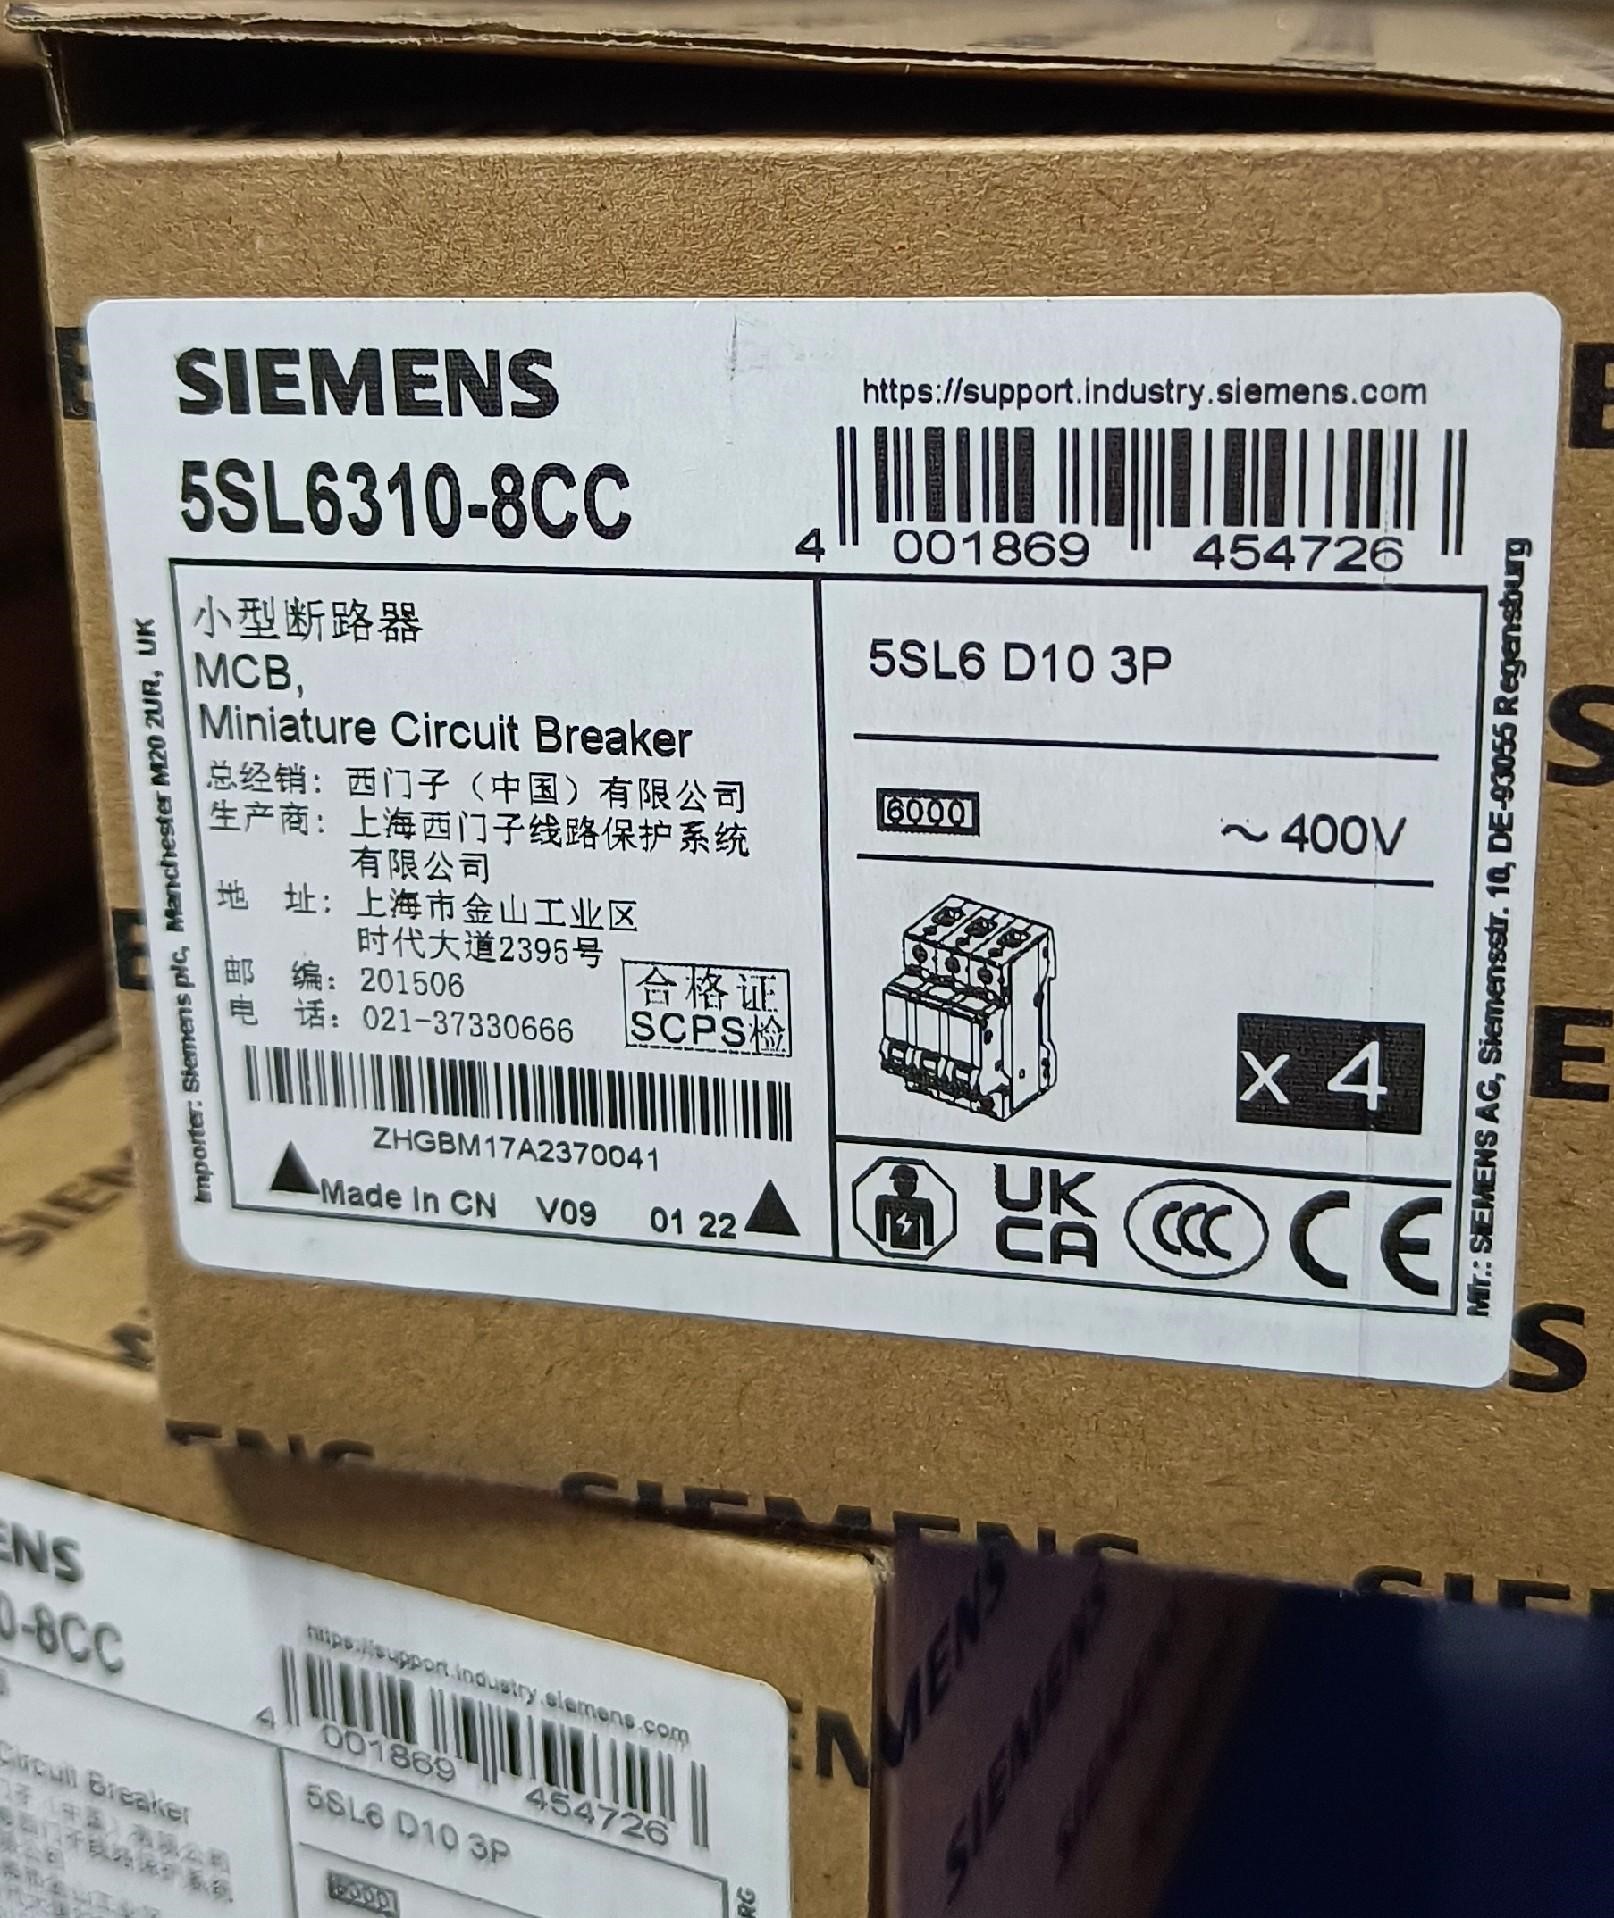 SIEMENS
5SL6310-8CC
https://support.industry.siemens.com
4 001869 454726
小型断路器
MCB,
Miniature Circuit Breaker
总经销: 西门子（中国）有限公司
生产商: 上海西门子线路保护系统
有限公司
地 址: 上海市金山工业区
时代大道2395号
邮 编: 201506
电 话: 021-37330666
合格证
SCPS检
ZHGBM17A2370041
Made in CN V09 01 22
5SL6 D10 3P
6000 ~400V
x 4
UK
CA
CCC
CE
Importer: Siemens plc, Manchester M20 2UR, UK
Mfr.: SIEMENS AG, Siemensstr. 10, DE-93055 Regensburg
SIEMENS
ENS
0-8CC
https://support.industry.siemens.com
4 001869 454726
Circuit Breaker
5SL6 D10 3P
6000
SIEMENS
SIEMENS